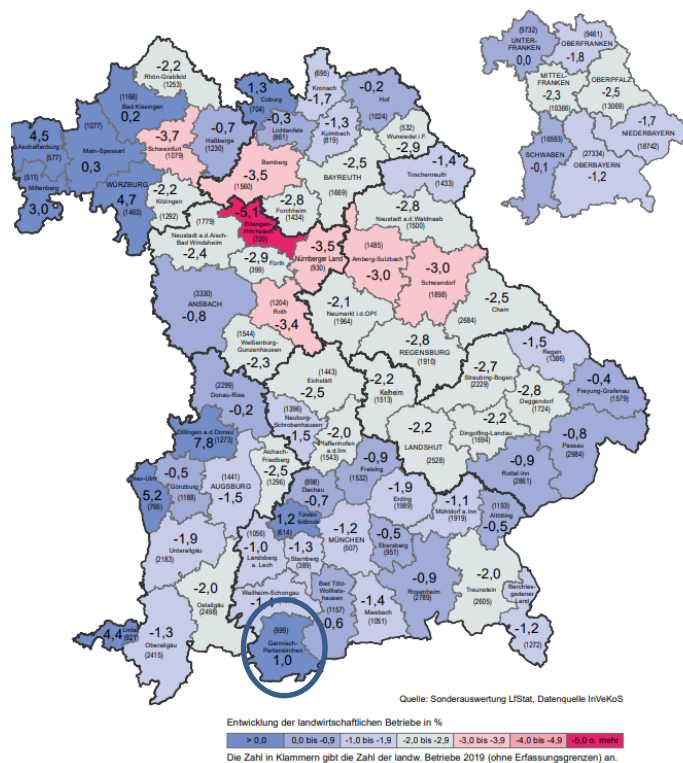 -2,2
Rhön-Grabfeld
(1253)
(1166)
Bad Kissingen
0,2
4,5
Aschaffenburg
(577)
(1077)
Main-Spessart
0,3
(511)
Miltenberg
3,0
WÜRZBURG
4,7
(1460)
-3,7
Schweinfurt
(1079)
-0,7
Haßberge
(1230)
-2,2
Kitzingen
(1292)
1,3
Coburg
(704)
-0,3
Lichtenfels
(661)
(695)
Kronach
-1,7
-0,2
Hof
(1024)
-1,3
Kulmbach
(819)
(532)
Wunsiedel i.F.
-2,9
Bamberg
-3,5
(1560)
-2,5
BAYREUTH
(1669)
-1,4
Tirschenreuth
(1433)
-2,8
Forchheim
(1434)
-5,1
Erlangen-
Höchstadt
(700)
(1779)
Neustadt a.d.Aisch-
Bad Windsheim
-2,4
-2,9
Fürth
(399)
-3,5
Nürnberger Land
(930)
-2,8
Neustadt a.d.Waldnaab
(1500)
(1485)
Amberg-Sulzbach
-3,0
-3,0
Schwandorf
(1898)
-2,5
Cham
(2684)
(3330)
ANSBACH
-0,8
(1204)
Roth
-3,4
-2,1
Neumarkt i.d.OPf.
(1964)
(1544)
Weißenburg-
Gunzenhausen
-2,3
-2,8
REGENSBURG
(1910)
-1,5
Regen
(1386)
-2,7
Straubing-Bogen
(2229)
-0,4
Freyung-Grafenau
(1579)
-2,8
Deggendorf
(1724)
(1443)
Eichstätt
-2,5
-2,2
Kelheim
(1513)
(2299)
Donau-Ries
-0,2
(1396)
Neuburg-
Schrobenhausen
-1,5
-2,2
LANDSHUT
(2528)
-2,2
Dingolfing-Landau
(1694)
-0,8
Passau
(2984)
Dillingen a.d.Donau
7,8
(1273)
-2,0
Pfaffenhofen
a.d.Ilm
(1543)
-0,9
Rottal-Inn
(2861)
Aichach-
Friedberg
-2,5
(1296)
-0,9
Freising
(1532)
5,2
(766)
-0,5
Günzburg
(1188)
(1441)
AUGSBURG
-1,5
(898)
Dachau
-0,7
-1,9
Erding
(1989)
-1,1
Mühldorf a.Inn
(1919)
(1193)
Altötting
-0,5
1,2
Fürsten-
feldbruck
(614)
-1,2
MÜNCHEN
(507)
-0,5
Ebersberg
(951)
-1,9
Unterallgäu
(2183)
(1056)
-1,0
Landsberg
a. Lech
-1,3
Starnberg
(389)
-0,9
Rosenheim
(2789)
-2,0
Traunstein
(2605)
Berchtes-
gadener
Land
-1,2
(1272)
-2,0
Ostallgäu
(2498)
Weilheim-Schongau
Bad Tölz-
Wolfrats-
hausen
(1157)
0,6
-1,4
Miesbach
(1051)
4,4
Lindau
(921)
-1,3
Oberallgäu
(2415)
(999)
Garmisch-
Partenkirchen
1,0
(9732)
UNTER-
FRANKEN
0,0
(9461)
OBERFRANKEN
-1,8
MITTEL-
FRANKEN
-2,3
(10366)
OBERPFALZ
-2,5
(13069)
-1,7
NIEDERBAYERN
(18742)
(16593)
SCHWABEN
-0,1
(27334)
OBERBAYERN
-1,2
Quelle: Sonderauswertung LfStat, Datenquelle InVeKoS
Entwicklung der landwirtschaftlichen Betriebe in %
> 0,0 0,0 bis -0,9 -1,0 bis -1,9 -2,0 bis -2,9 -3,0 bis -3,9 -4,0 bis -4,9 -5,0 o. mehr
Die Zahl in Klammern gibt die Zahl der landw. Betriebe 2019 (ohne Erfassungsgrenzen) an.